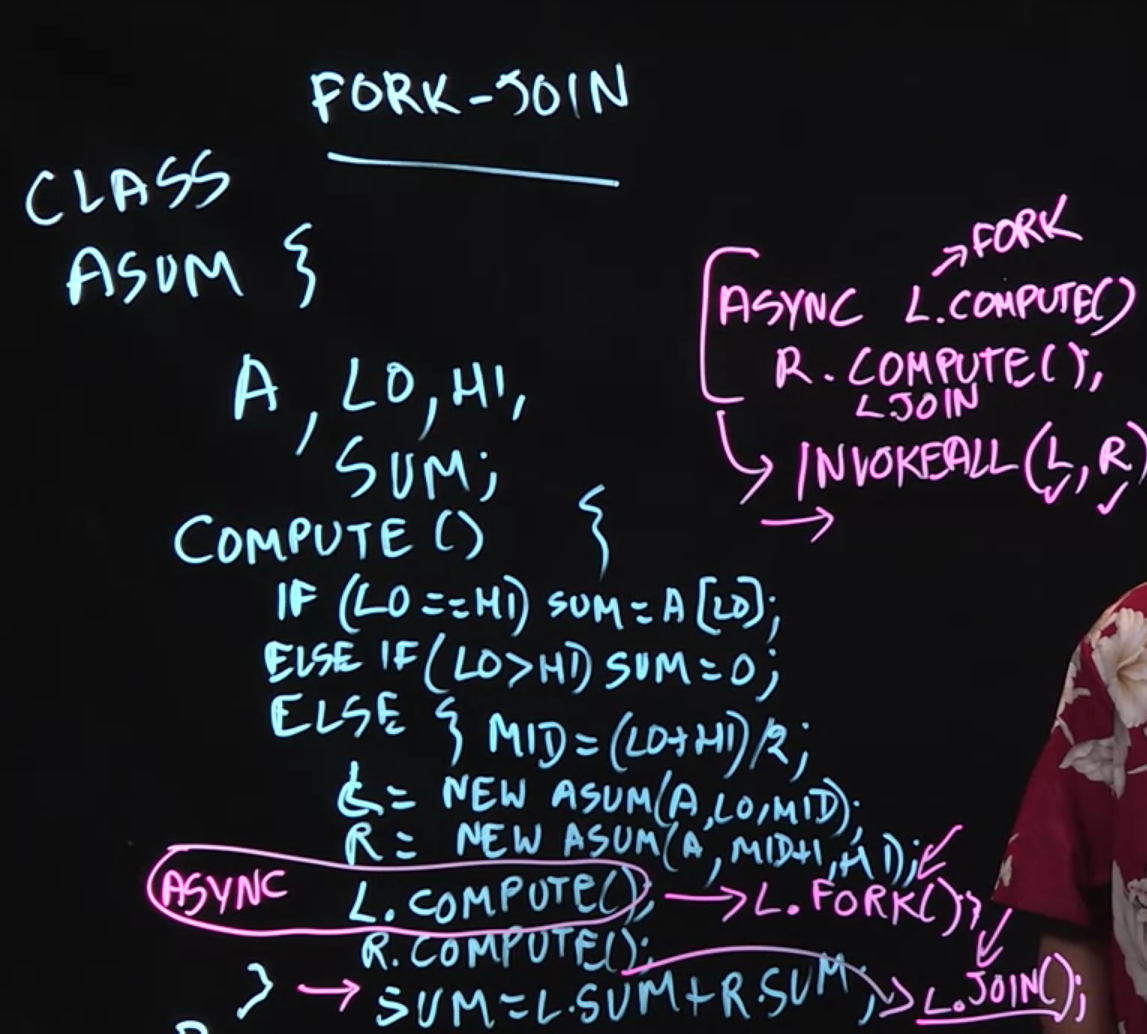 FORK-JOIN
CLASS
ASUM {
A, LO, HI,
SUM;
COMPUTE() {
IF (LO==HI) SUM=A[LO];
ELSE IF(LO>HI) SUM=0;
ELSE { MID=(LO+HI)/2;
L= NEW ASUM(A,LO,MID);
R= NEW ASUM(A,MID+1,HI);
ASYNC L.COMPUTE(); → L.FORK();
R.COMPUTE(); → L.JOIN();
} → SUM=L.SUM+R.SUM;
→FORK
ASYNC L.COMPUTE()
R.COMPUTE();
L.JOIN
→ INVOKEALL(L,R)
→